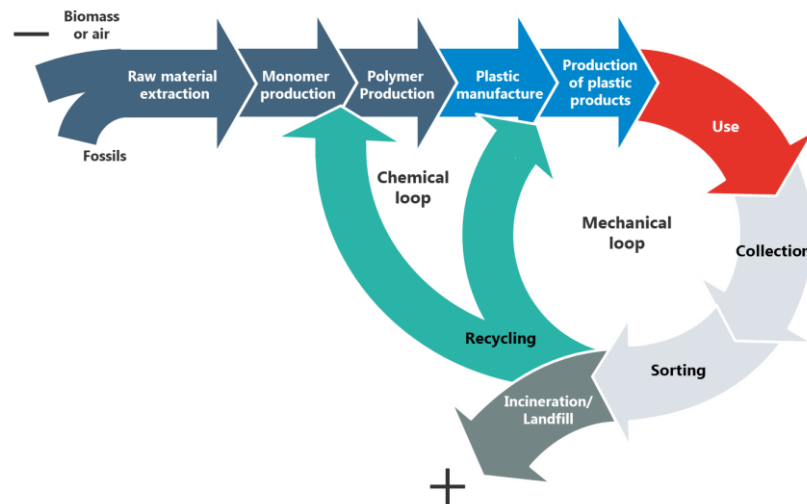 Biomass
or air
Raw material
extraction
Monomer
production
Polymer
Production
Plastic
manufacture
Production
of plastic
products
Use
Fossils
Chemical
loop
Mechanical
loop
Collection
Recycling
Sorting
Incineration/
Landfill